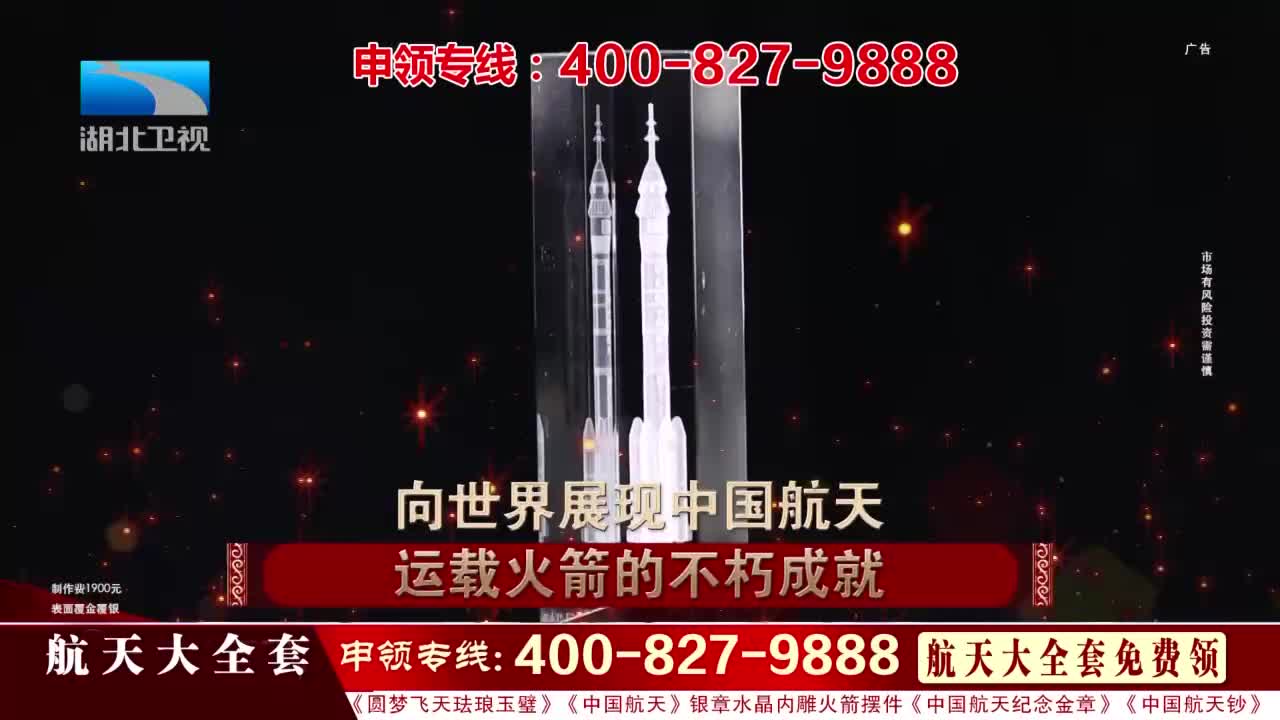 申领专线：400-827-9888
广告
湖北卫视
市场有风险投资需谨慎
向世界展现中国航天
运载火箭的不朽成就
制作费1900元
表面覆金覆银
航天大全套
申领专线:400-827-9888
航天大全套免费领
《圆梦飞天珐琅玉璧》《中国航天》银章水晶内雕火箭摆件《中国航天纪念金章》《中国航天钞》